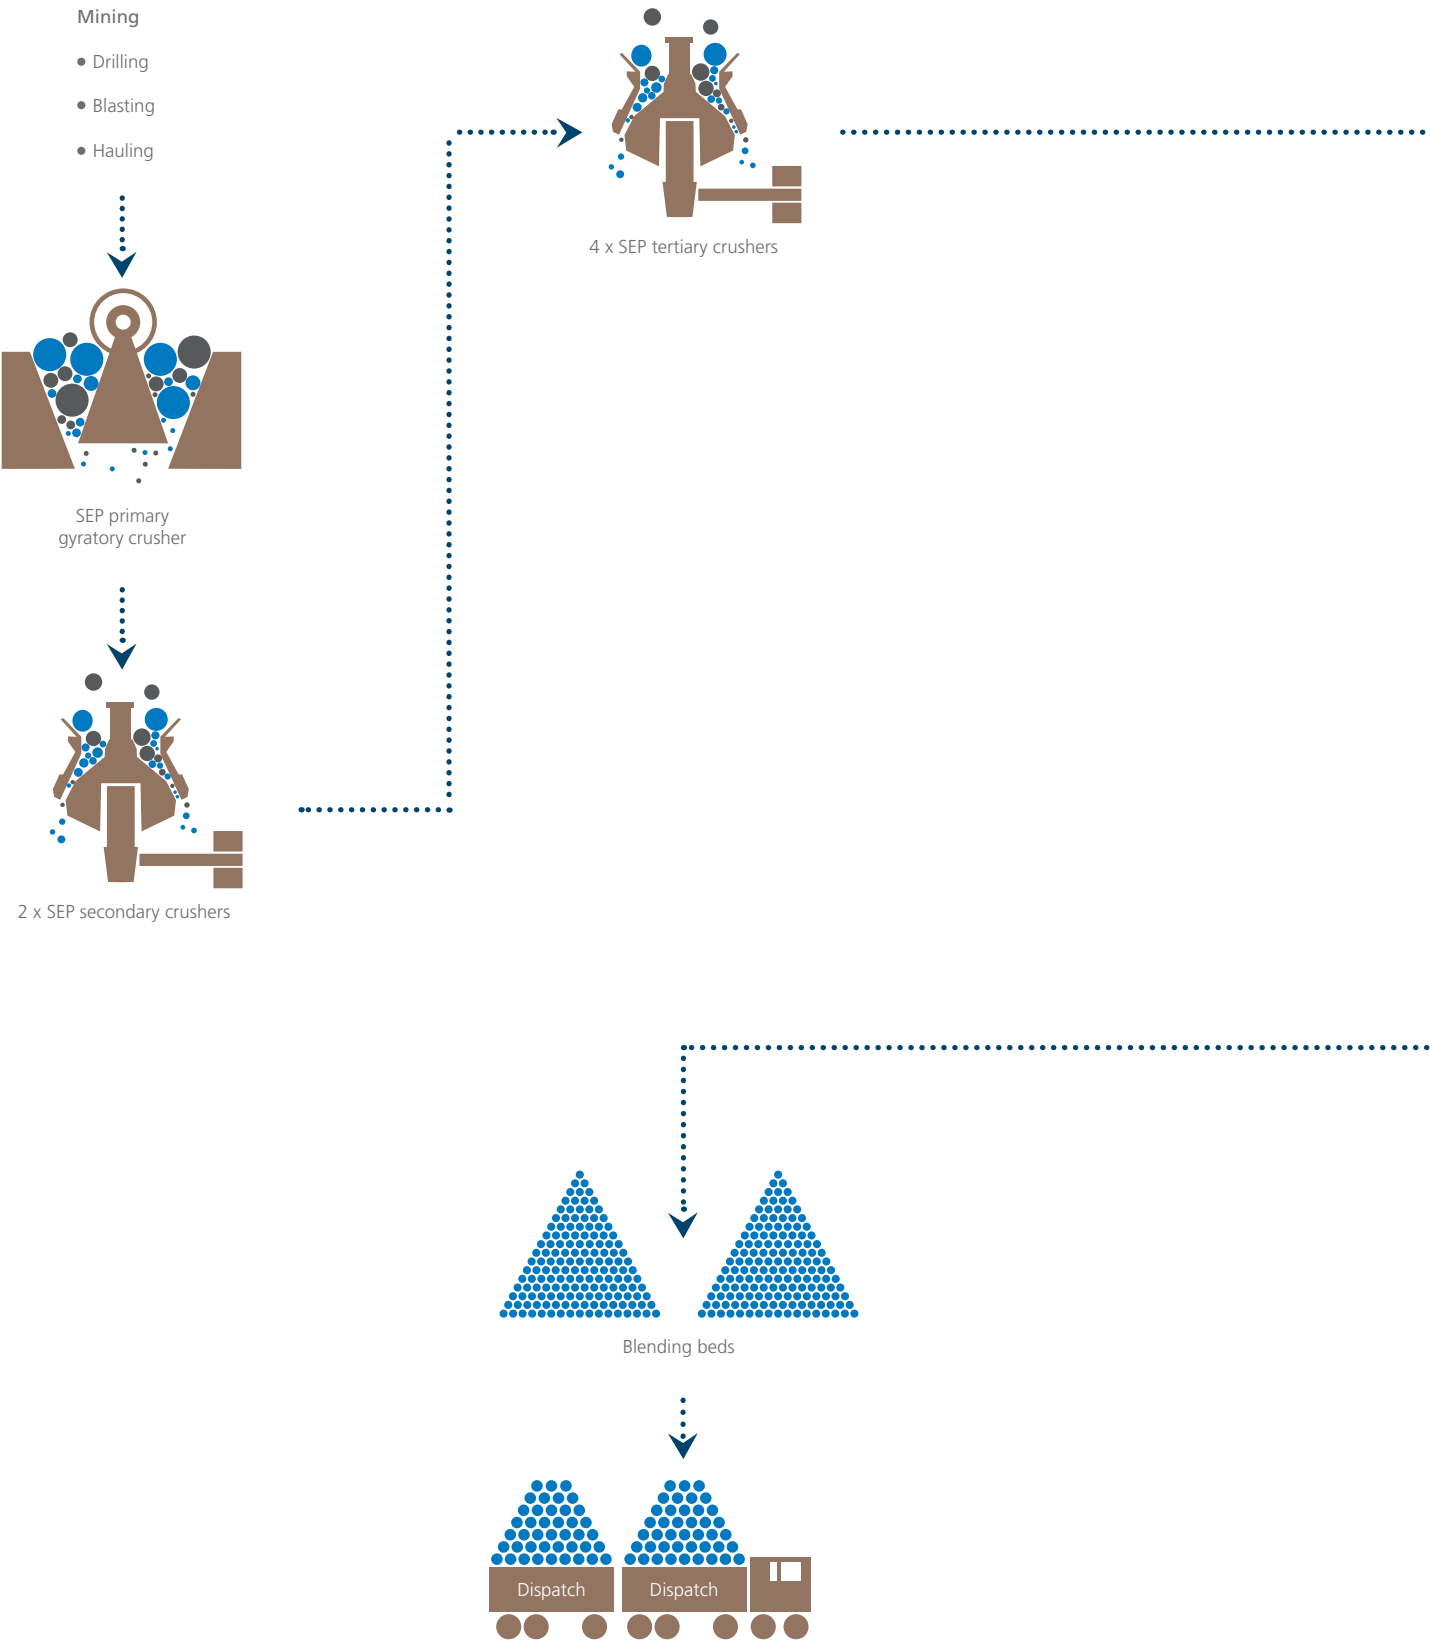 Mining
• Drilling
• Blasting
• Hauling
SEP primary
gyratory crusher
2 x SEP secondary crushers
4 x SEP tertiary crushers
Blending beds
Dispatch
Dispatch